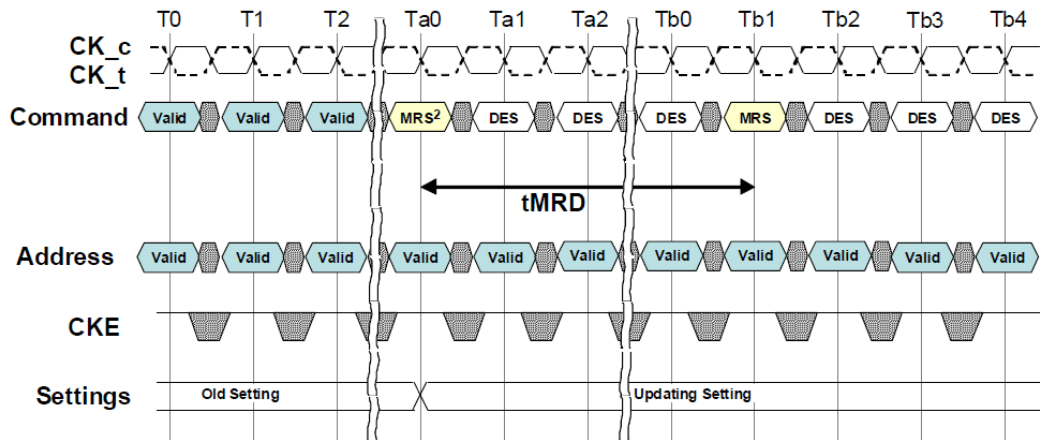 T0 T1 T2 Ta0 Ta1 Ta2 Tb0 Tb1 Tb2 Tb3 Tb4
CK_c
CK_t
Command Valid Valid Valid MRS² DES DES DES MRS DES DES DES
tMRD
Address Valid Valid Valid Valid Valid Valid Valid Valid Valid Valid Valid
CKE
Settings Old Setting Updating Setting